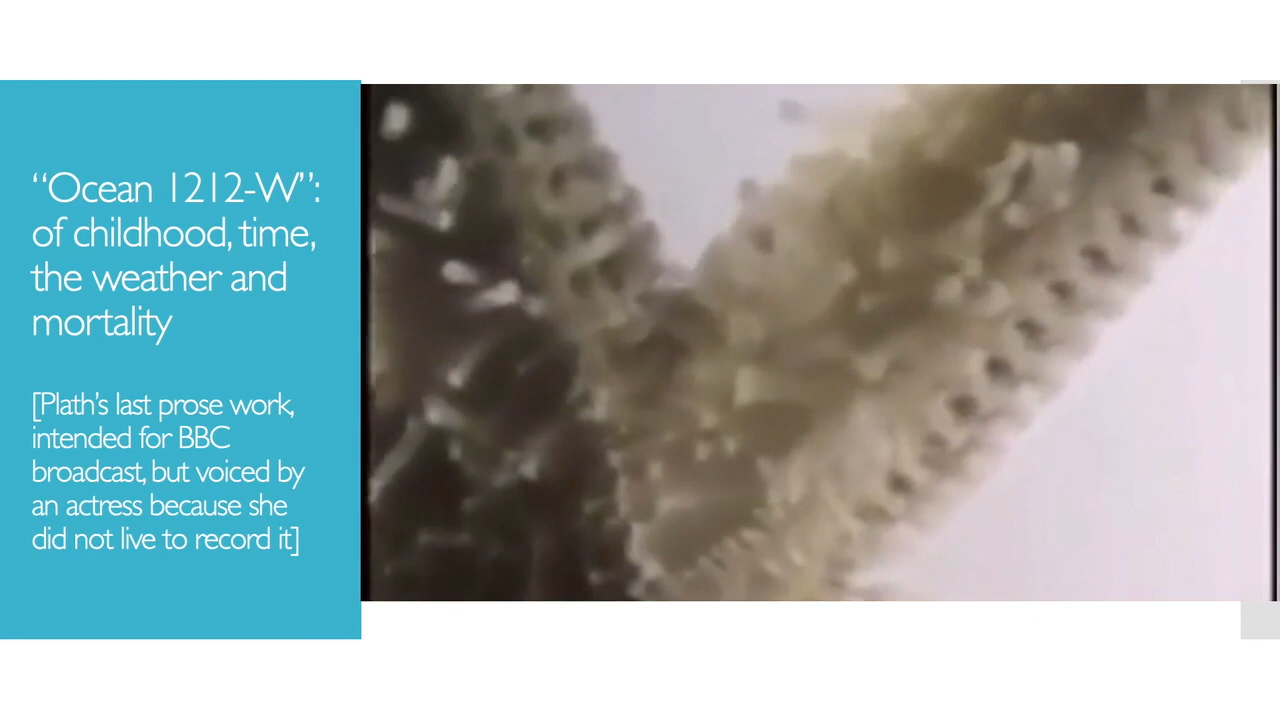 “Ocean 1212-W”:
of childhood, time,
the weather and
mortality
[Plath’s last prose work,
intended for BBC
broadcast, but voiced by
an actress because she
did not live to record it]